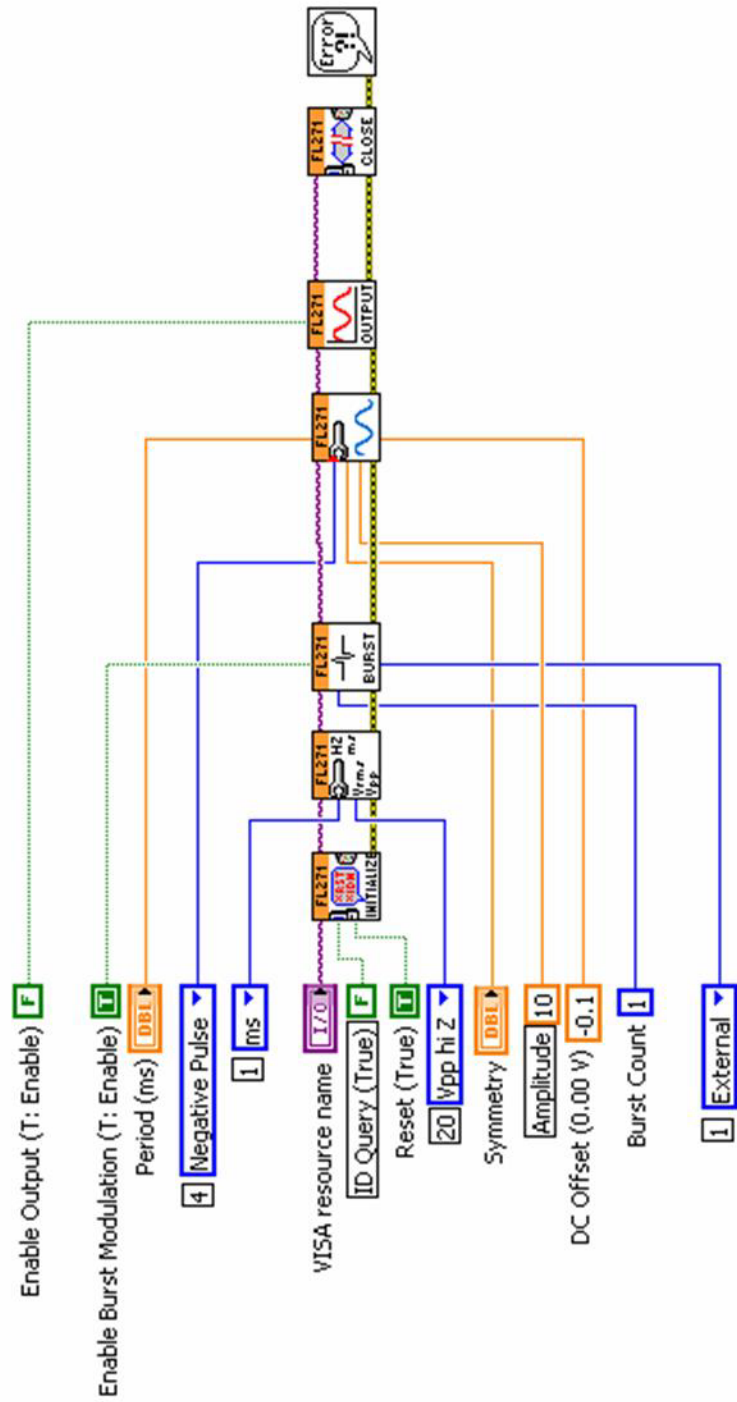 Enable Output (T: Enable) F
Enable Burst Modulation (T: Enable) T
Period (ms) DBL
4 Negative Pulse
1 ms
VISA resource name I/O
ID Query (True) F
Reset (True) T
20 Vpp hi Z
Symmetry DBL
Amplitude 10
DC Offset (0.00 V) -0.1
Burst Count 1
1 External
FL271
*RST
*IDN
INITIALIZE
FL271
HZ
ms
Vrms
Vpp
FL271
BURST
FL271
FL271
OUTPUT
FL271
CLOSE
Error
?!